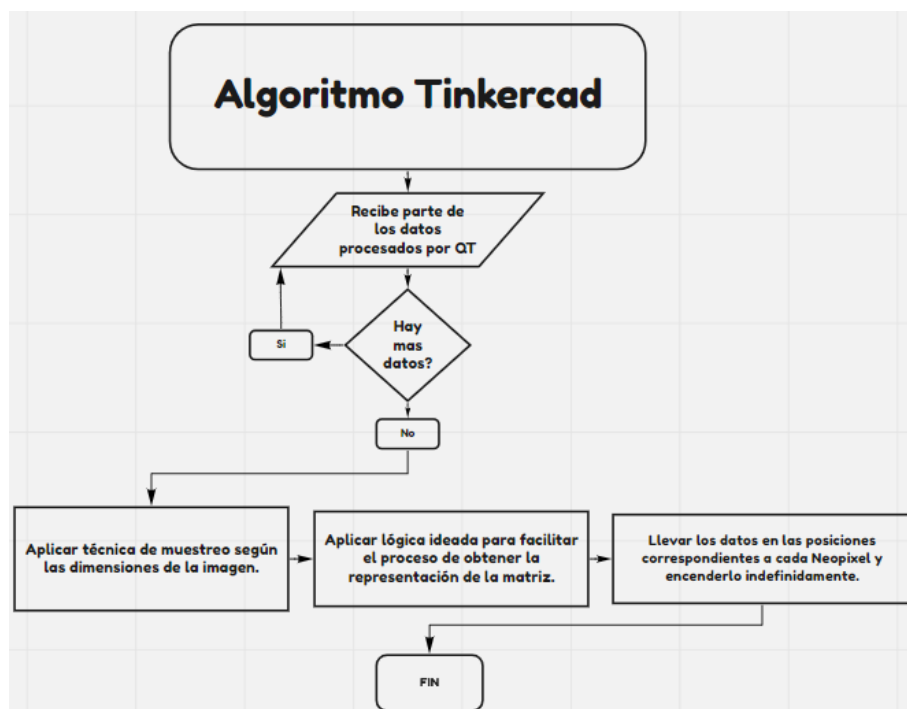 Algoritmo Tinkercad
Recibe parte de
los datos
procesados por QT
Hay
mas
datos?
Si
No
Aplicar técnica de muestreo según
las dimensiones de la imagen.
Aplicar lógica ideada para facilitar
el proceso de obtener la
representación de la matriz.
Llevar los datos en las posiciones
correspondientes a cada Neopixel y
encenderlo indefinidamente.
FIN